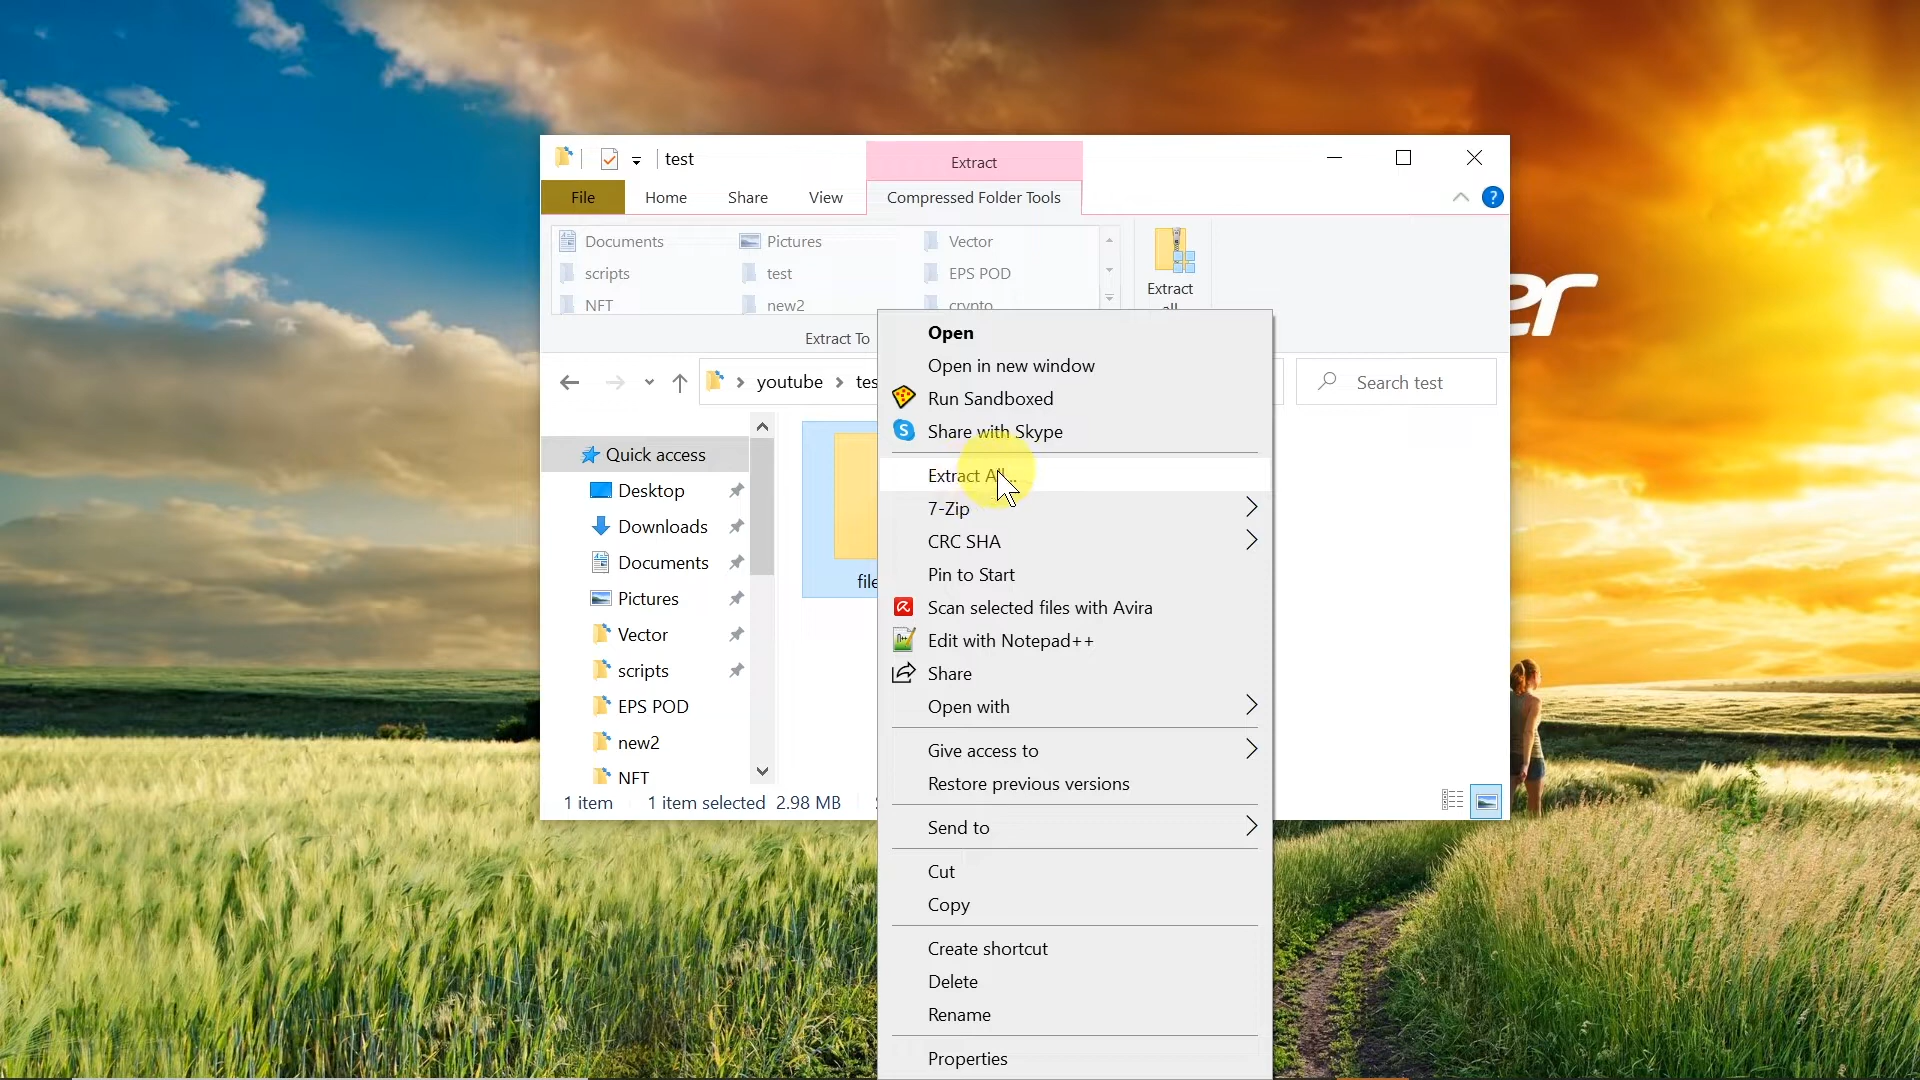 test
Extract
File
Home
Share
View
Compressed Folder Tools
?
Documents
Pictures
Vector
scripts
test
EPS POD
NFT
new2
crypto
Extract
all
Extract To
youtube
Search test
Quick access
Desktop
Downloads
Documents
Pictures
Vector
scripts
EPS POD
new2
NFT
file
1 item
1 item selected 2.98 MB
Open
Open in new window
Run Sandboxed
Share with Skype
Extract All...
7-Zip
CRC SHA
Pin to Start
Scan selected files with Avira
Edit with Notepad++
Share
Open with
Give access to
Restore previous versions
Send to
Cut
Copy
Create shortcut
Delete
Rename
Properties
er